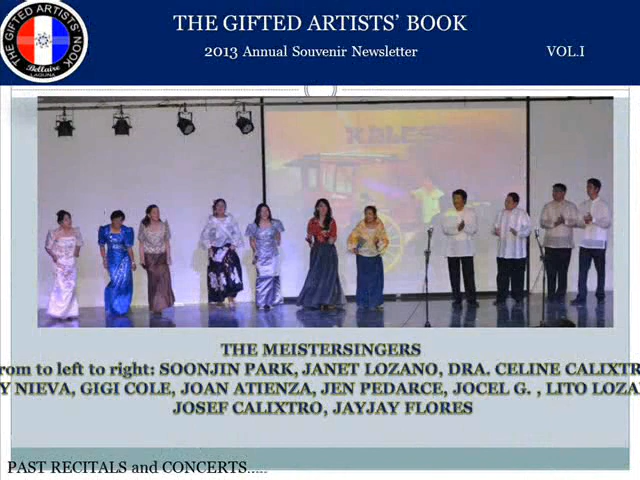 THE GIFTED ARTISTS' NOOK
Bellaire
LAGUNA
THE GIFTED ARTISTS’ BOOK
2013 Annual Souvenir Newsletter VOL.I
KALESA
THE MEISTERSINGERS
rom to left to right: SOONJIN PARK, JANET LOZANO, DRA. CELINE CALIXTR
Y NIEVA, GIGI COLE, JOAN ATIENZA, JEN PEDARCE, JOCEL G. , LITO LOZA
JOSEF CALIXTRO, JAYJAY FLORES
PAST RECITALS and CONCERTS......